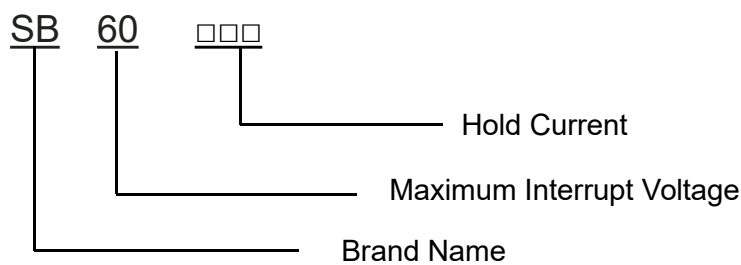 SB 60 □□□
Hold Current
Maximum Interrupt Voltage
Brand Name